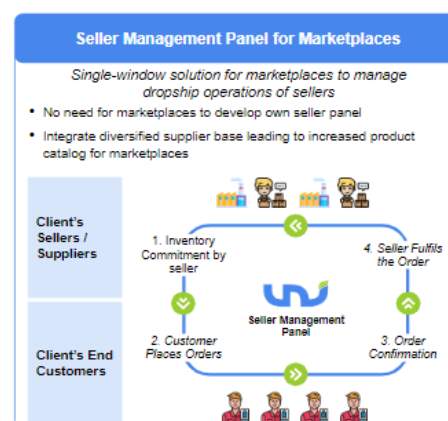 Seller Management Panel for Marketplaces
Single-window solution for marketplaces to manage
dropship operations of sellers
• No need for marketplaces to develop own seller panel
• Integrate diversified supplier base leading to increased product
catalog for marketplaces
Client's
Sellers /
Suppliers
1. Inventory
Commitment by
seller
4. Seller Fulfils
the Order
uni
Seller Management
Panel
2. Customer
Places Orders
3. Order
Confirmation
Client's End
Customers